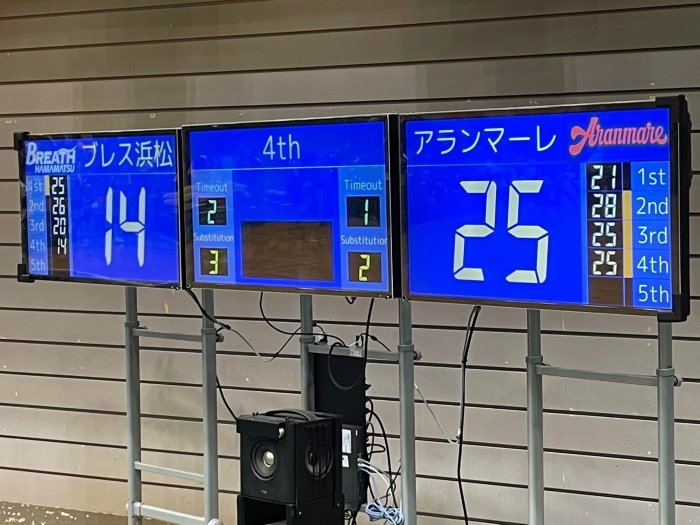 BREATH
HAMAMATSU
ブレス浜松
1st 25
2nd 26
3rd 20
4th 14
5th
14
4th
Timeout
2
Timeout
1
Substitution
3
Substitution
2
アランマーレ
Aranmare
25
21 1st
28 2nd
25 3rd
25 4th
5th